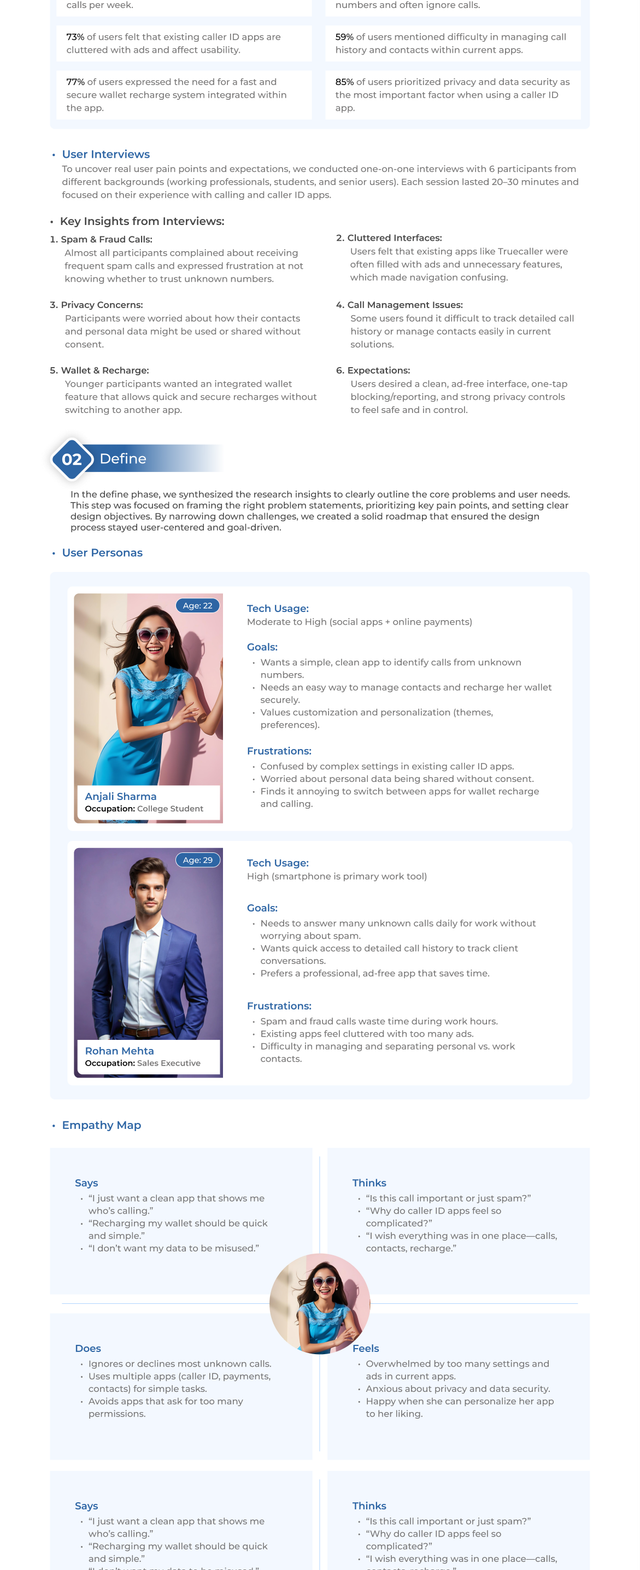 calls per week.
numbers and often ignore calls.
73% of users felt that existing caller ID apps are
cluttered with ads and affect usability.
59% of users mentioned difficulty in managing call
history and contacts within current apps.
77% of users expressed the need for a fast and
secure wallet recharge system integrated within
the app.
85% of users prioritized privacy and data security as
the most important factor when using a caller ID
app.
• User Interviews
To uncover real user pain points and expectations, we conducted one-on-one interviews with 6 participants from
different backgrounds (working professionals, students, and senior users). Each session lasted 20–30 minutes and
focused on their experience with calling and caller ID apps.
• Key Insights from Interviews:
1. Spam & Fraud Calls:
Almost all participants complained about receiving
frequent spam calls and expressed frustration at not
knowing whether to trust unknown numbers.
2. Cluttered Interfaces:
Users felt that existing apps like Truecaller were
often filled with ads and unnecessary features,
which made navigation confusing.
3. Privacy Concerns:
Participants were worried about how their contacts
and personal data might be used or shared without
consent.
4. Call Management Issues:
Some users found it difficult to track detailed call
history or manage contacts easily in current
solutions.
5. Wallet & Recharge:
Younger participants wanted an integrated wallet
feature that allows quick and secure recharges without
switching to another app.
6. Expectations:
Users desired a clean, ad-free interface, one-tap
blocking/reporting, and strong privacy controls
to feel safe and in control.
02 Define
In the define phase, we synthesized the research insights to clearly outline the core problems and user needs.
This step was focused on framing the right problem statements, prioritizing key pain points, and setting clear
design objectives. By narrowing down challenges, we created a solid roadmap that ensured the design
process stayed user-centered and goal-driven.
• User Personas
Age: 22
Anjali Sharma
Occupation: College Student
Tech Usage:
Moderate to High (social apps + online payments)
Goals:
• Wants a simple, clean app to identify calls from unknown
numbers.
• Needs an easy way to manage contacts and recharge her wallet
securely.
• Values customization and personalization (themes,
preferences).
Frustrations:
• Confused by complex settings in existing caller ID apps.
• Worried about personal data being shared without consent.
• Finds it annoying to switch between apps for wallet recharge
and calling.
Age: 29
Rohan Mehta
Occupation: Sales Executive
Tech Usage:
High (smartphone is primary work tool)
Goals:
• Needs to answer many unknown calls daily for work without
worrying about spam.
• Wants quick access to detailed call history to track client
conversations.
• Prefers a professional, ad-free app that saves time.
Frustrations:
• Spam and fraud calls waste time during work hours.
• Existing apps feel cluttered with too many ads.
• Difficulty in managing and separating personal vs. work
contacts.
• Empathy Map
Says
• “I just want a clean app that shows me
who’s calling.”
• “Recharging my wallet should be quick
and simple.”
• “I don’t want my data to be misused.”
Thinks
• “Is this call important or just spam?”
• “Why do caller ID apps feel so
complicated?”
• “I wish everything was in one place—calls,
contacts, recharge.”
Does
• Ignores or declines most unknown calls.
• Uses multiple apps (caller ID, payments,
contacts) for simple tasks.
• Avoids apps that ask for too many
permissions.
Feels
• Overwhelmed by too many settings and
ads in current apps.
• Anxious about privacy and data security.
• Happy when she can personalize her app
to her liking.
Says
• “I just want a clean app that shows me
who’s calling.”
• “Recharging my wallet should be quick
and simple.”
Thinks
• “Is this call important or just spam?”
• “Why do caller ID apps feel so
complicated?”
• “I wish everything was in one place—calls,